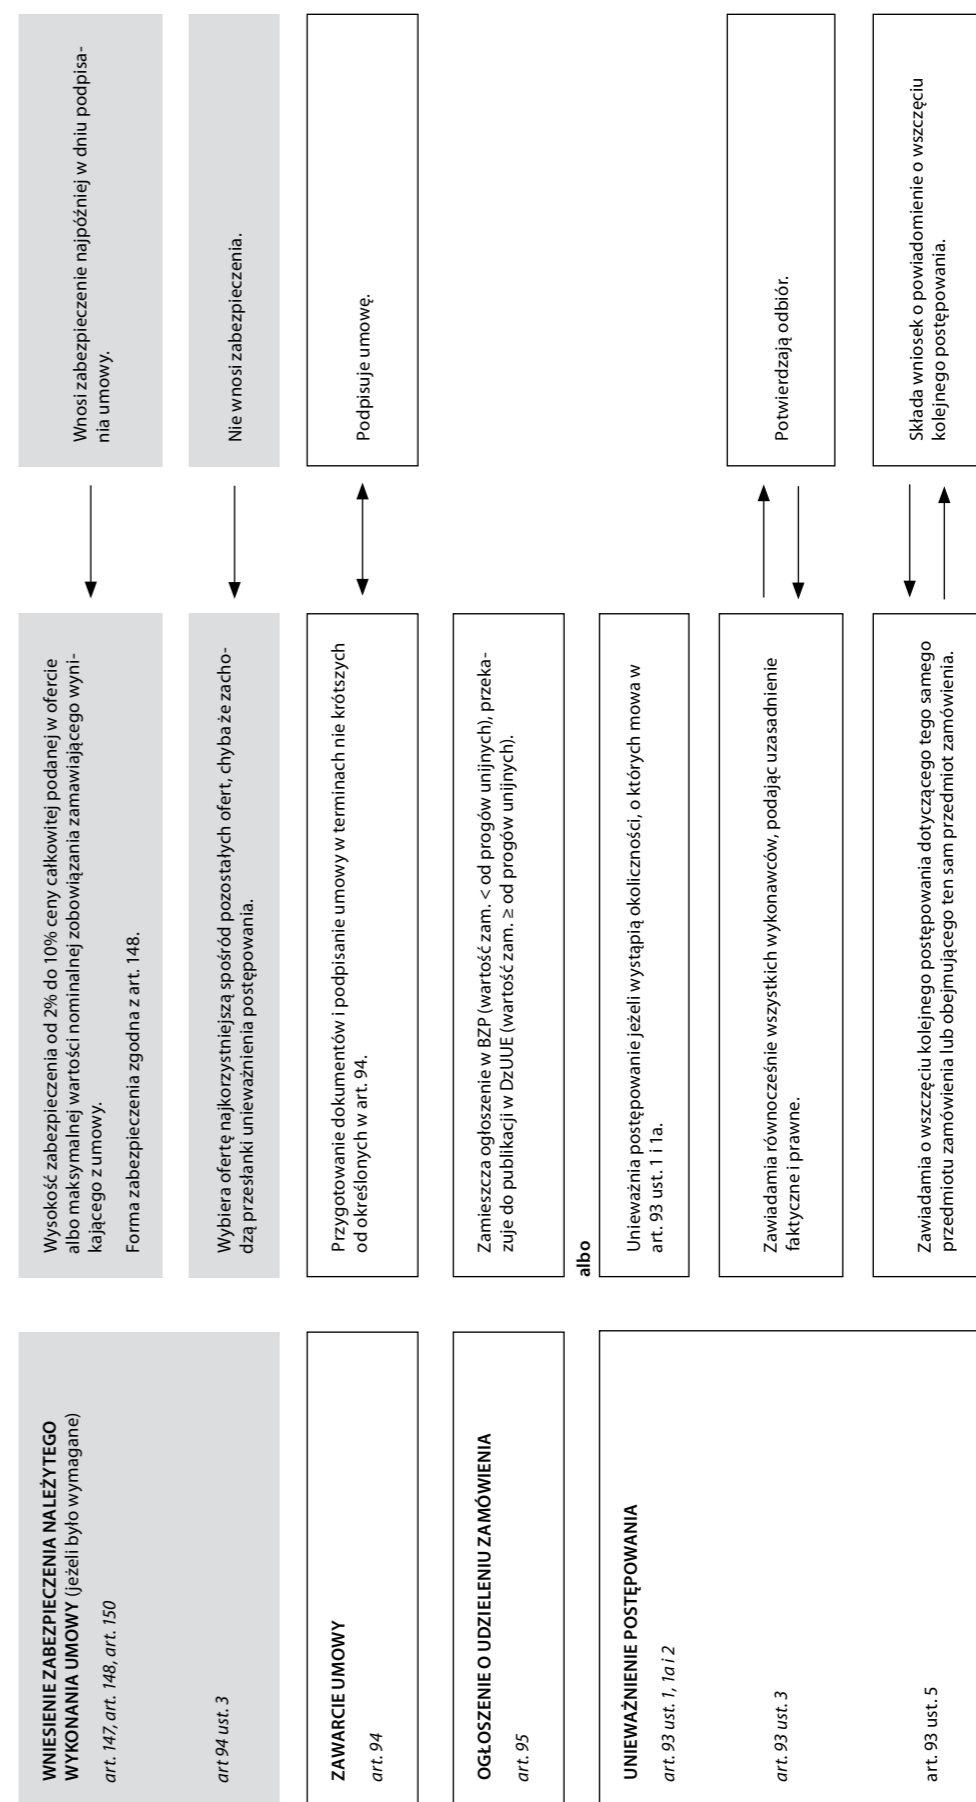 WNIESIENIE ZABEZPIECZENIA NALEŻYTEGO
WYKONANIA UMOWY (jeżeli było wymagane)
art. 147, art. 148, art. 150
Wysokość zabezpieczenia od 2% do 10% ceny całkowitej podanej w ofercie
albo maksymalnej wartości nominalnej zobowiązania zamawiającego wyni-
kającego z umowy.
Forma zabezpieczenia zgodna z art. 148.
Wnosi zabezpieczenie najpóźniej w dniu podpisa-
nia umowy.
art 94 ust. 3
Wybiera ofertę najkorzystniejszą spośród pozostałych ofert, chyba że zacho-
dzą przesłanki unieważnienia postępowania.
Nie wnosi zabezpieczenia.
ZAWARCIE UMOWY
art. 94
Przygotowanie dokumentów i podpisanie umowy w terminach nie krótszych
od określonych w art. 94.
Podpisuje umowę.
OGŁOSZENIE O UDZIELENIU ZAMÓWIENIA
art. 95
Zamieszcza ogłoszenie w BZP (wartość zam. < od progów unijnych), przeka-
zuje do publikacji w DzUUE (wartość zam. ≥ od progów unijnych).
albo
UNIEWAŻNIENIE POSTĘPOWANIA
art. 93 ust. 1, 1a i 2
Unieważnia postępowanie jeżeli wystąpią okoliczności, o których mowa w
art. 93 ust. 1 i 1a.
art. 93 ust. 3
Zawiadamia równocześnie wszystkich wykonawców, podając uzasadnienie
faktyczne i prawne.
Potwierdzają odbiór.
art. 93 ust. 5
Zawiadamia o wszczęciu kolejnego postępowania dotyczącego tego samego
przedmiotu zamówienia lub obejmującego ten sam przedmiot zamówienia.
Składa wniosek o powiadomienie o wszczęciu
kolejnego postępowania.